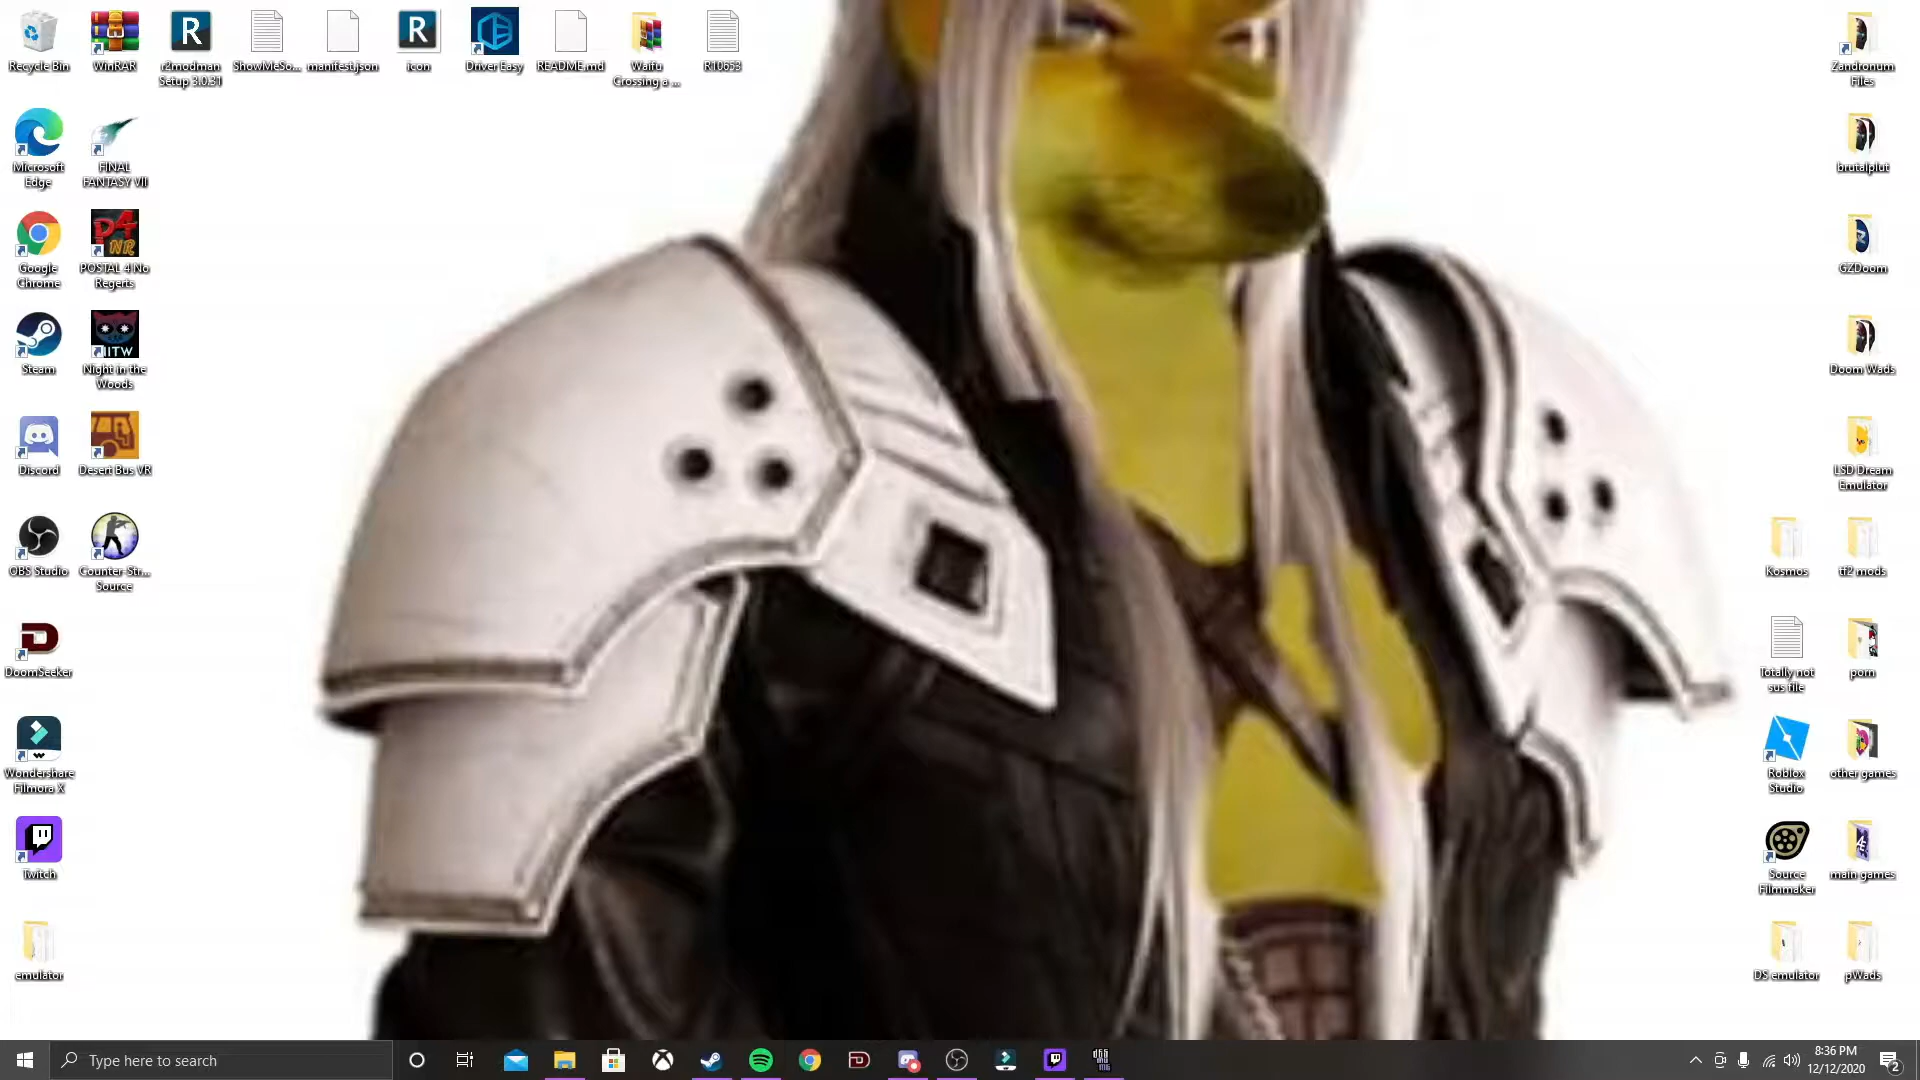 Recycle Bin
WinRAR
r2modman
Setup 3.0.31
ShowMeSo...
manifest.json
icon
Driver Easy
README.md
Waifu
Crossing a ...
R10653
Zandronum
Files
Microsoft
Edge
FINAL
FANTASY VII
brutalplut
Google
Chrome
POSTAL 4 No
Regerts
GZDoom
Steam
NITW
Night in the
Woods
Doom Wads
Discord
Desert Bus VR
LSD Dream
Emulator
OBS Studio
Counter-Str...
Source
Kosmos
tf2 mods
DoomSeeker
Totally not
sus file
porn
Wondershare
Filmora X
Roblox
Studio
other games
Twitch
Source
Filmmaker
main games
emulator
DS emulator
pWads
Type here to search
8:36 PM
12/12/2020
2